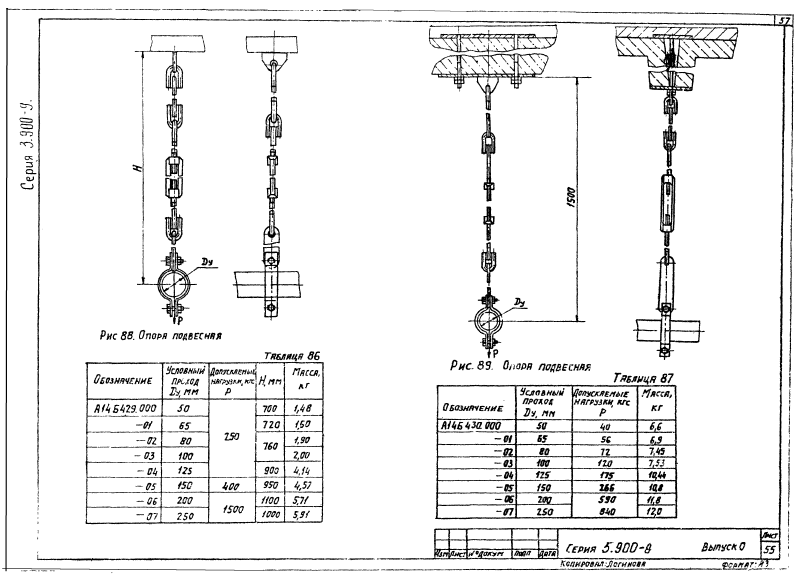 57
Серия 3.900-9.
H
Dy
P
Рис 88. Опора подвесная
1500
Dy
P
Рис. 89. Опора подвесная
Таблица 86
Обозначение Условный проход Dy, мм Допускаемые нагрузки, кгс P H, мм Масса, кг
А14Б429.000 50 250 700 1,48
-01 65 720 1,50
-02 80 760 1,90
-03 100 2,00
-04 125 900 4,14
-05 150 400 950 4,57
-06 200 1500 1100 5,71
-07 250 1000 5,91
Таблица 87
Обозначение Условный проход Dy, мм Допускаемые нагрузки, кгс P Масса, кг
А14Б430.000 50 40 6,6
-01 65 56 6,9
-02 80 72 7,45
-03 100 120 7,53
-04 125 175 10,44
-05 150 266 10,8
-06 200 590 11,8
-07 250 840 12,0
Изм Лист №докум Подп Дата
Серия 5.900-8 Выпуск 0
Лист
55
Копировал: Логинова Формат: А3